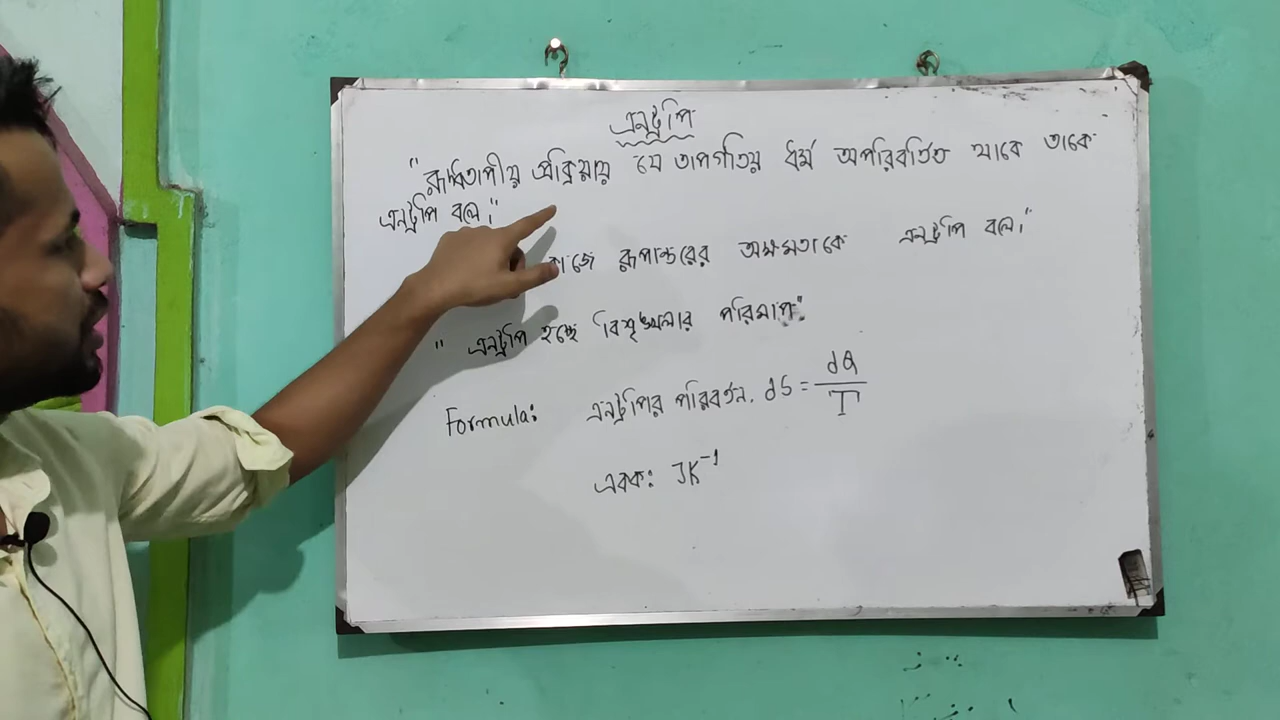 এনট্রপি
"রূদ্ধতাপীয় প্রক্রিয়ায় যে তাপগতিয় ধর্ম অপরিবর্তিত থাকে তাকে
এনট্রপি বলে।"
রূপান্তরের অক্ষমতাকে এনট্রপি বলে।"
" এনট্রপি হচ্ছে বিশৃঙ্খলার পরিমাপ"
Formula: এনট্রপির পরিবর্তন, dS = dQ/T
একক: JK⁻¹